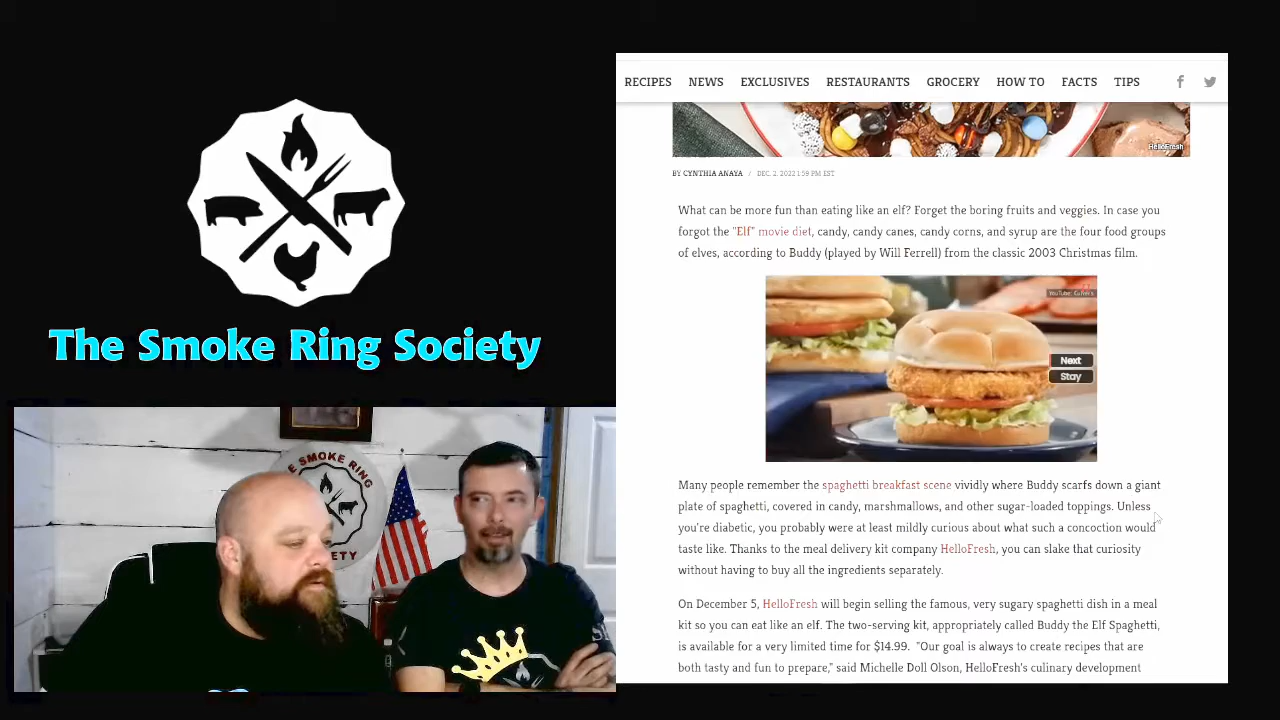 The Smoke Ring Society
E SMOKE RING
CIETY
RECIPES NEWS EXCLUSIVES RESTAURANTS GROCERY HOW TO FACTS TIPS
HelloFresh
BY CYNTHIA ANAYA / DEC. 2, 2022 1:59 PM EST
What can be more fun than eating like an elf? Forget the boring fruits and veggies. In case you
forgot the "Elf" movie diet, candy, candy canes, candy corns, and syrup are the four food groups
of elves, according to Buddy (played by Will Ferrell) from the classic 2003 Christmas film.
YouTube: Culver's
Next
Stay
Many people remember the spaghetti breakfast scene vividly where Buddy scarfs down a giant
plate of spaghetti, covered in candy, marshmallows, and other sugar-loaded toppings. Unless
you're diabetic, you probably were at least mildly curious about what such a concoction would
taste like. Thanks to the meal delivery kit company HelloFresh, you can slake that curiosity
without having to buy all the ingredients separately.
On December 5, HelloFresh will begin selling the famous, very sugary spaghetti dish in a meal
kit so you can eat like an elf. The two-serving kit, appropriately called Buddy the Elf Spaghetti,
is available for a very limited time for $14.99. "Our goal is always to create recipes that are
both tasty and fun to prepare," said Michelle Doll Olson, HelloFresh's culinary development